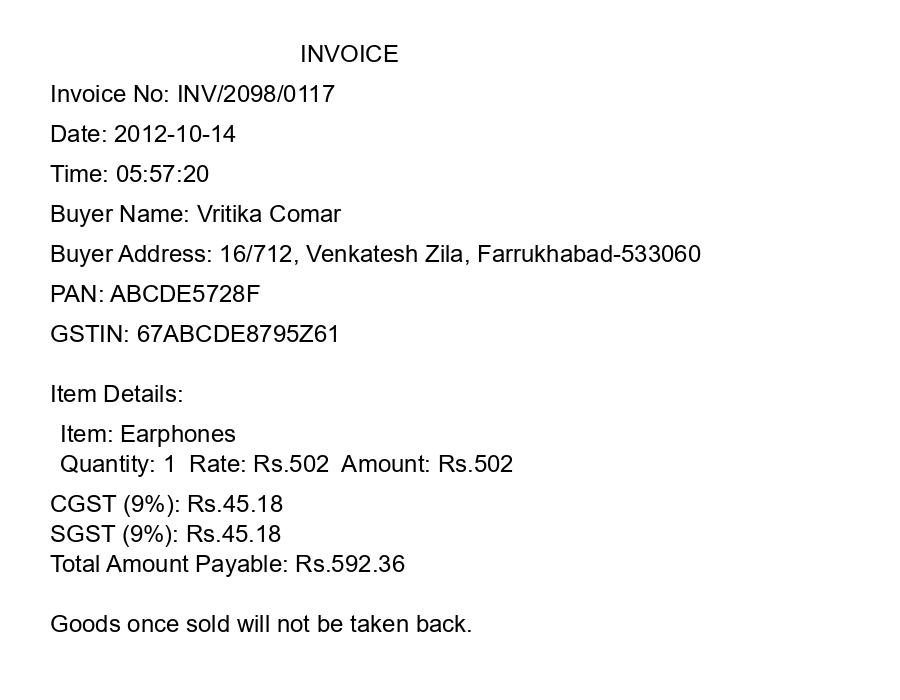 INVOICE
Invoice No: INV/2098/0117
Date: 2012-10-14
Time: 05:57:20
Buyer Name: Vritika Comar
Buyer Address: 16/712, Venkatesh Zila, Farrukhabad-533060
PAN: ABCDE5728F
GSTIN: 67ABCDE8795Z61
Item Details:
Item: Earphones
Quantity: 1  Rate: Rs.502  Amount: Rs.502
CGST (9%): Rs.45.18
SGST (9%): Rs.45.18
Total Amount Payable: Rs.592.36
Goods once sold will not be taken back.